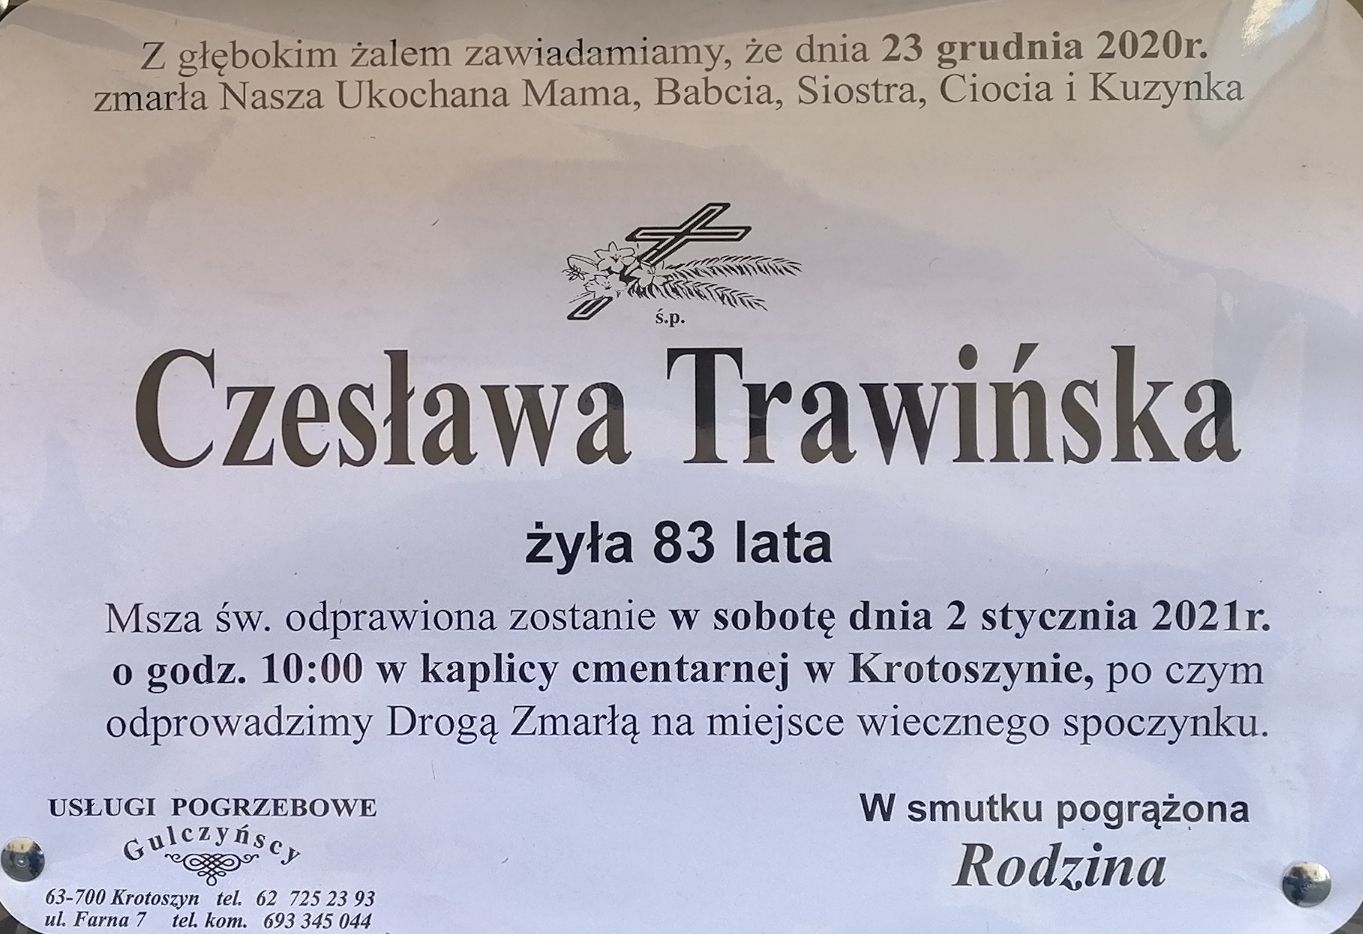 Z głębokim żalem zawiadamiamy, że dnia 23 grudnia 2020r.
zmarła Nasza Ukochana Mama, Babcia, Siostra, Ciocia i Kuzynka
ś.p.
Czesława Trawińska
żyła 83 lata
Msza św. odprawiona zostanie w sobotę dnia 2 stycznia 2021r.
o godz. 10:00 w kaplicy cmentarnej w Krotoszynie, po czym
odprowadzimy Drogą Zmarłą na miejsce wiecznego spoczynku.
USŁUGI POGRZEBOWE
Gulczyńscy
63-700 Krotoszyn tel. 62 725 23 93
ul. Farna 7 tel. kom. 693 345 044
W smutku pogrążona
Rodzina